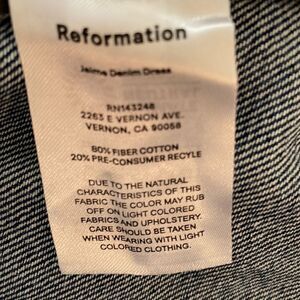 Reformation
Jaime Denim Dress
RN143248
2263 E VERNON AVE.
VERNON, CA 90058
80% FIBER COTTON
20% PRE-CONSUMER RECYLE
DUE TO THE NATURAL
CHARACTERISTICS OF THIS
FABRIC THE COLOR MAY RUB
OFF ON LIGHT COLORED
FABRICS AND UPHOLSTERY.
CARE SHOULD BE TAKEN
WHEN WEARING WITH LIGHT
COLORED CLOTHING.